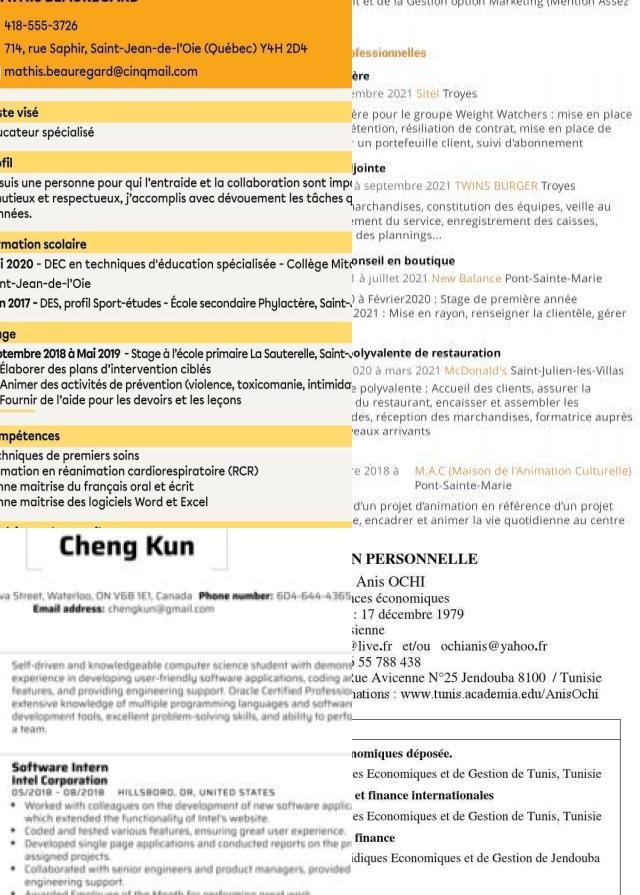 418-555-3726
714, rue Saphir, Saint-Jean-de-l'Oie (Québec) Y4H 2D4
mathis.beauregard@cinqmail.com
ste visé
ucateur spécialisé
ofil
suis une personne pour qui l'entraide et la collaboration sont impo
nutieux et respectueux, j'accomplis avec dévouement les tâches q
nnées.
rmation scolaire
i 2020 - DEC en techniques d'éducation spécialisée - Collège Mito
nt-Jean-de-l'Oie
n 2017 - DES, profil Sport-études - École secondaire Phylactère, Saint-J
age
ptembre 2018 à Mai 2019 - Stage à l'école primaire La Sauterelle, Saint-J
Élaborer des plans d'intervention ciblés
Animer des activités de prévention (violence, toxicomanie, intimida
Fournir de l'aide pour les devoirs et les leçons
mpétences
chniques de premiers soins
rmation en réanimation cardiorespiratoire (RCR)
nne maitrise du français oral et écrit
nne maitrise des logiciels Word et Excel
et de la Gestion option Marketing (Mention Assez
ofessionnelles
ère
embre 2021 Sitel Troyes
ère pour le groupe Weight Watchers : mise en place
étention, résiliation de contrat, mise en place de
r un portefeuille client, suivi d'abonnement
jointe
à septembre 2021 TWINS BURGER Troyes
archandises, constitution des équipes, veille au
ement du service, enregistrement des caisses,
des plannings...
onseil en boutique
1 à juillet 2021 New Balance Pont-Sainte-Marie
0 à Février2020 : Stage de première année
2021 : Mise en rayon, renseigner la clientèle, gérer
olyvalente de restauration
020 à mars 2021 McDonald's Saint-Julien-les-Villas
e polyvalente : Accueil des clients, assurer la
du restaurant, encaisser et assembler les
des, réception des marchandises, formatrice auprès
veaux arrivants
re 2018 à M.A.C (Maison de l'Animation Culturelle)
Pont-Sainte-Marie
d'un projet d'animation en référence d'un projet
e, encadrer et animer la vie quotidienne au centre
Cheng Kun
va Street, Waterloo, ON V6B 1E1, Canada Phone number: 604-644-4365
Email address: chengkun@gmail.com
Self-driven and knowledgeable computer science student with demons
experience in developing user-friendly software applications, coding an
features, and providing engineering support. Oracle Certified Professio
extensive knowledge of multiple programming languages and software
development tools, excellent problem-solving skills, and ability to perfo
a team.
Software Intern
Intel Corporation
05/2018 - 08/2018 HILLSBORO, OR, UNITED STATES
• Worked with colleagues on the development of new software applic
which extended the functionality of Intel's website.
• Coded and tested various features, ensuring great user experience.
• Developed single page applications and conducted reports on the pr
assigned projects.
• Collaborated with senior engineers and product managers, provided
engineering support.
N PERSONNELLE
Anis OCHI
nces économiques
: 17 décembre 1979
sienne
@live.fr et/ou ochianis@yahoo.fr
55 788 438
Rue Avicenne N°25 Jendouba 8100 / Tunisie
nations : www.tunis.academia.edu/AnisOchi
nomiques déposée.
es Economiques et de Gestion de Tunis, Tunisie
et finance internationales
es Economiques et de Gestion de Tunis, Tunisie
finance
idiques Economiques et de Gestion de Jendouba